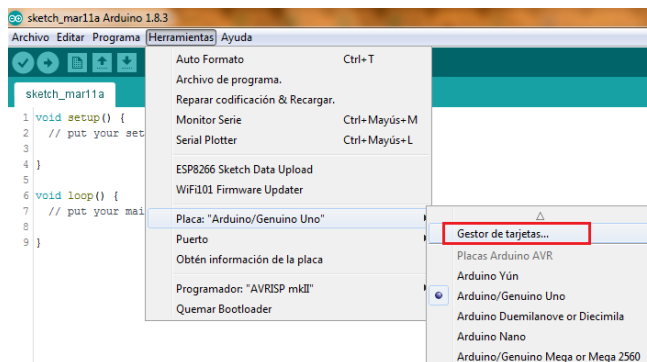 sketch_mar11a Arduino 1.8.3
Archivo Editar Programa Herramientas Ayuda
sketch_mar11a
1 void setup() {
2 // put your set
3
4 }
5
6 void loop() {
7 // put your mai
8
9 }
Auto Formato Ctrl+T
Archivo de programa.
Reparar codificación & Recargar.
Monitor Serie Ctrl+Mayús+M
Serial Plotter Ctrl+Mayús+L
ESP8266 Sketch Data Upload
WiFi101 Firmware Updater
Placa: "Arduino/Genuino Uno"
Puerto
Obtén información de la placa
Programador: "AVRISP mkII"
Quemar Bootloader
Gestor de tarjetas...
Placas Arduino AVR
Arduino Yún
Arduino/Genuino Uno
Arduino Duemilanove or Diecimila
Arduino Nano
Arduino/Genuino Mega or Mega 2560